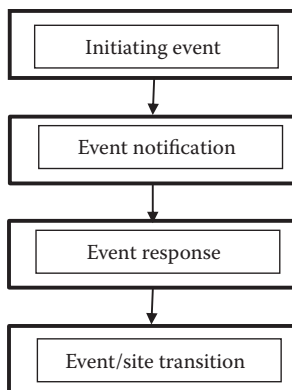 Initiating event
Event notification
Event response
Event/site transition